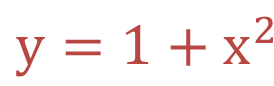 y = 1 + x²